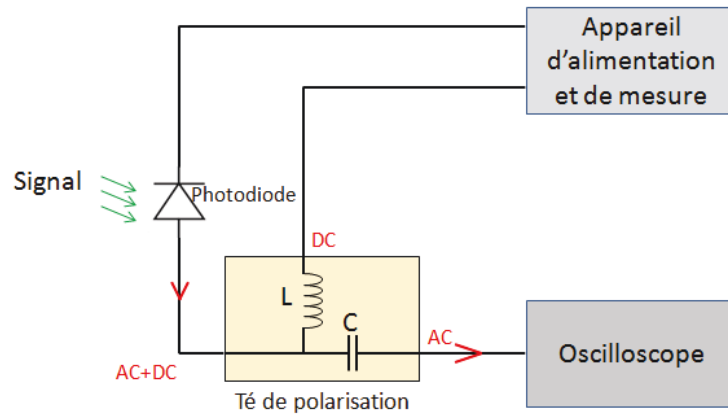 Appareil
d'alimentation
et de mesure
Signal
Photodiode
DC
L
C
AC
AC+DC
Oscilloscope
Té de polarisation